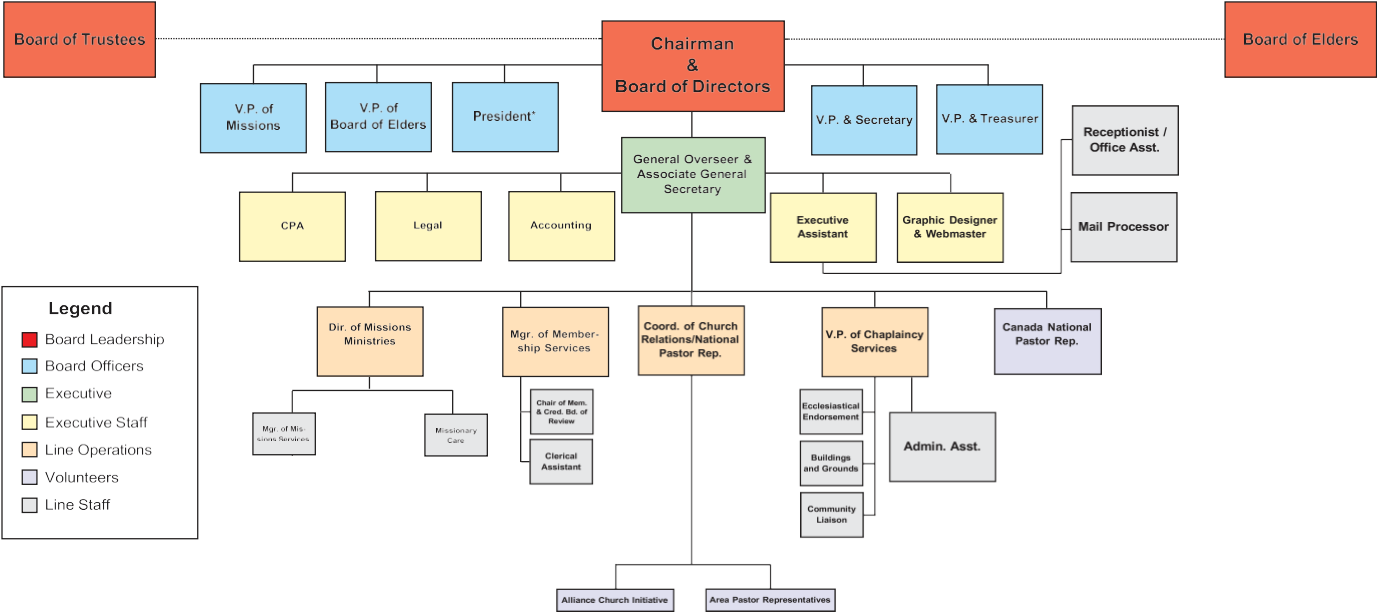 Board of Trustees
Chairman
&
Board of Directors
Board of Elders
V.P. of
Missions
V.P. of
Board of Elders
President*
V.P. & Secretary
V.P. & Treasurer
Receptionist /
Office Asst.
General Overseer &
Associate General
Secretary
CPA
Legal
Accounting
Executive
Assistant
Graphic Designer
& Webmaster
Mail Processor
Legend
Board Leadership
Board Officers
Executive
Executive Staff
Line Operations
Volunteers
Line Staff
Dir. of Missions
Ministries
Mgr. of Member-
ship Services
Coord. of Church
Relations/National
Pastor Rep.
V.P. of Chaplaincy
Services
Canada National
Pastor Rep.
Mgr. of Mis-
sions Services
Missionary
Care
Chair of Mem.
& Cred. Bd. of
Review
Clerical
Assistant
Ecclesiastical
Endorsement
Buildings
and Grounds
Community
Liaison
Admin. Asst.
Alliance Church Initiative
Area Pastor Representatives